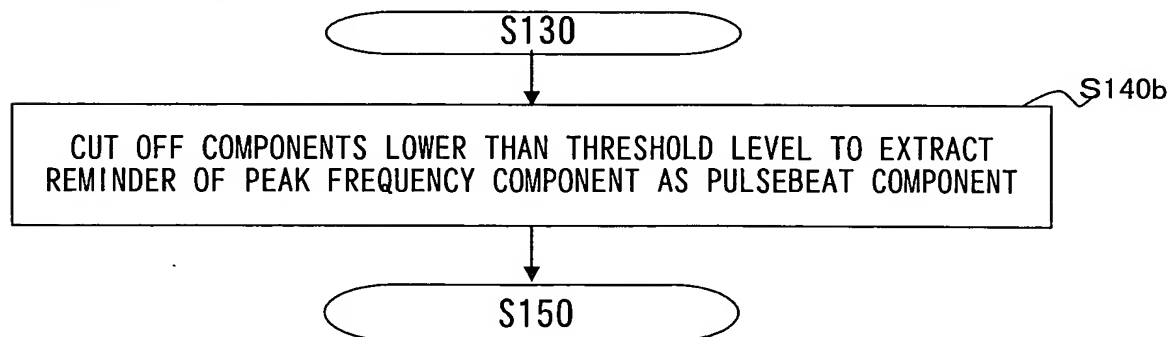 S130
S140b
CUT OFF COMPONENTS LOWER THAN THRESHOLD LEVEL TO EXTRACT
REMINDER OF PEAK FREQUENCY COMPONENT AS PULSEBEAT COMPONENT
S150